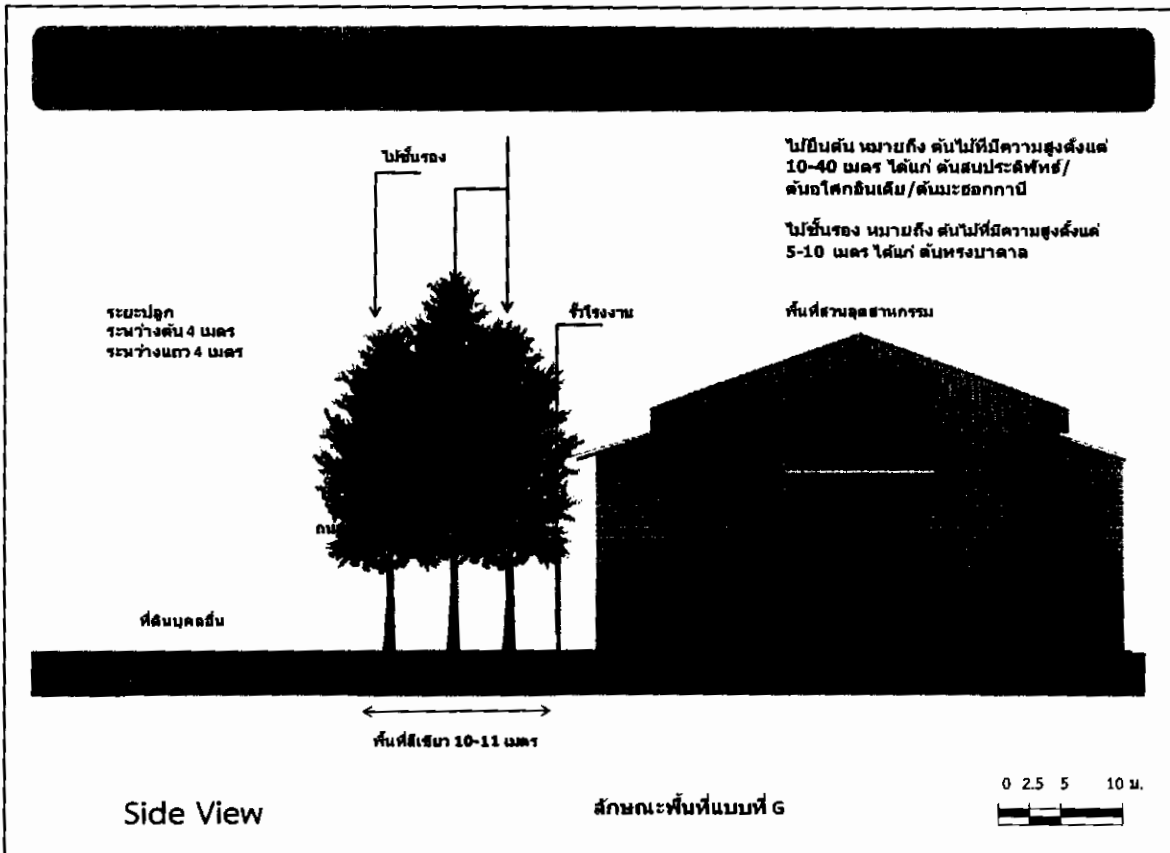 ไม้ชั้นรอง
ไม้ยืนต้น หมายถึง ต้นไม้ที่มีความสูงตั้งแต่
10-40 เมตร ได้แก่ ต้นสนประดิพัทธ์/
ต้นอโศกอินเดีย/ต้นมะฮอกกานี
ไม้ชั้นรอง หมายถึง ต้นไม้ที่มีความสูงตั้งแต่
5-10 เมตร ได้แก่ ต้นทรงบาดาล
ระยะปลูก
ระหว่างต้น 4 เมตร
ระหว่างแถว 4 เมตร
รั้วโรงงาน
พื้นที่สวนอุตสาหกรรม
ที่ดินบุคคลอื่น
พื้นที่สีเขียว 10-11 เมตร
0 2.5 5 10 ม.
Side View
ลักษณะพื้นที่แบบที่ G